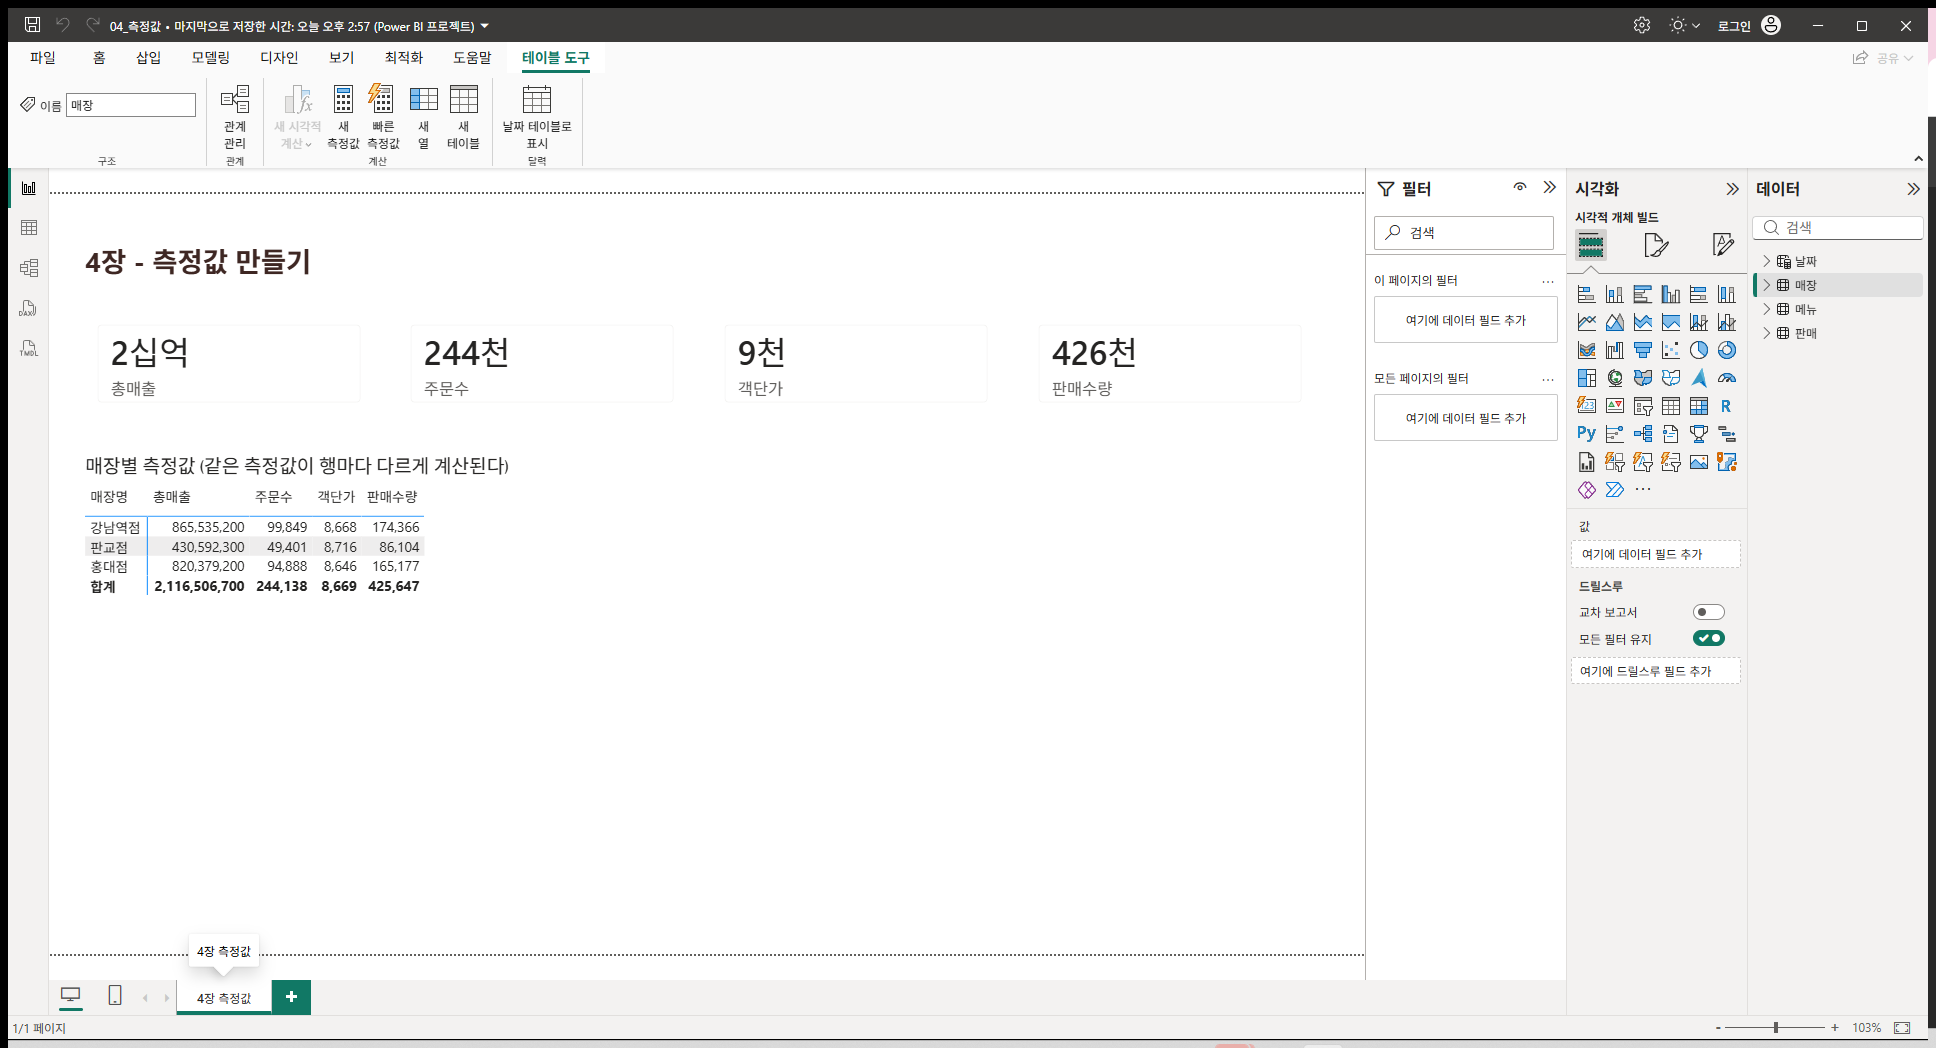 04_측정값 • 마지막으로 저장한 시간: 오늘 오후 2:57 (Power BI 프로젝트)
로그인
파일 홈 삽입 모델링 디자인 보기 최적화 도움말 테이블 도구
공유
이름 매장
구조
관계 관리
관계
새 시각적 계산
새 측정값
빠른 측정값
새 열
새 테이블
계산
날짜 테이블로 표시
달력
DAX
TMDL
4장 - 측정값 만들기
2십억
총매출
244천
주문수
9천
객단가
426천
판매수량
매장별 측정값 (같은 측정값이 행마다 다르게 계산된다)
매장명 총매출 주문수 객단가 판매수량
강남역점 865,535,200 99,849 8,668 174,366
판교점 430,592,300 49,401 8,716 86,104
홍대점 820,379,200 94,888 8,646 165,177
합계 2,116,506,700 244,138 8,669 425,647
필터
검색
이 페이지의 필터 ...
여기에 데이터 필드 추가
모든 페이지의 필터 ...
여기에 데이터 필드 추가
시각화
시각적 개체 빌드
123
R
Py
...
값
여기에 데이터 필드 추가
드릴스루
교차 보고서
모든 필터 유지
여기에 드릴스루 필드 추가
데이터
검색
날짜
매장
메뉴
판매
4장 측정값
4장 측정값
+
1/1 페이지
- + 103%